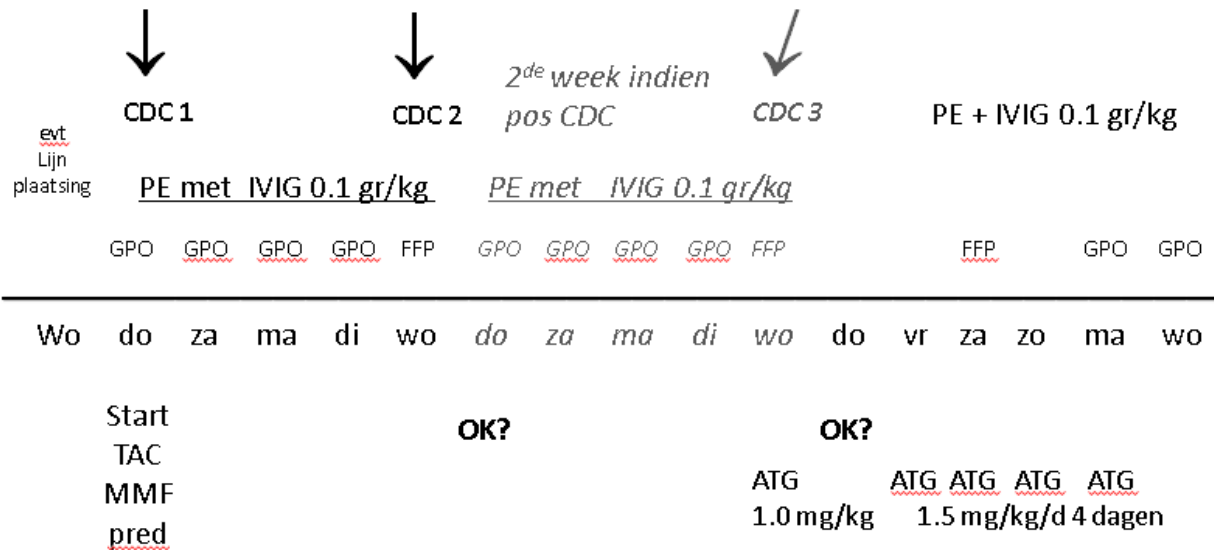 CDC 1 CDC 2 2de week indien pos CDC CDC 3 PE + IVIG 0.1 gr/kg
evt
Lijn
plaatsing
PE met IVIG 0.1 gr/kg PE met IVIG 0.1 gr/kg
GPO GPO GPO GPO FFP GPO GPO GPO GPO FFP FFP GPO GPO
Wo do za ma di wo do za ma di wo do vr za zo ma wo
Start
TAC
MMF
pred
OK? OK?
ATG ATG ATG ATG ATG
1.0 mg/kg 1.5 mg/kg/d 4 dagen